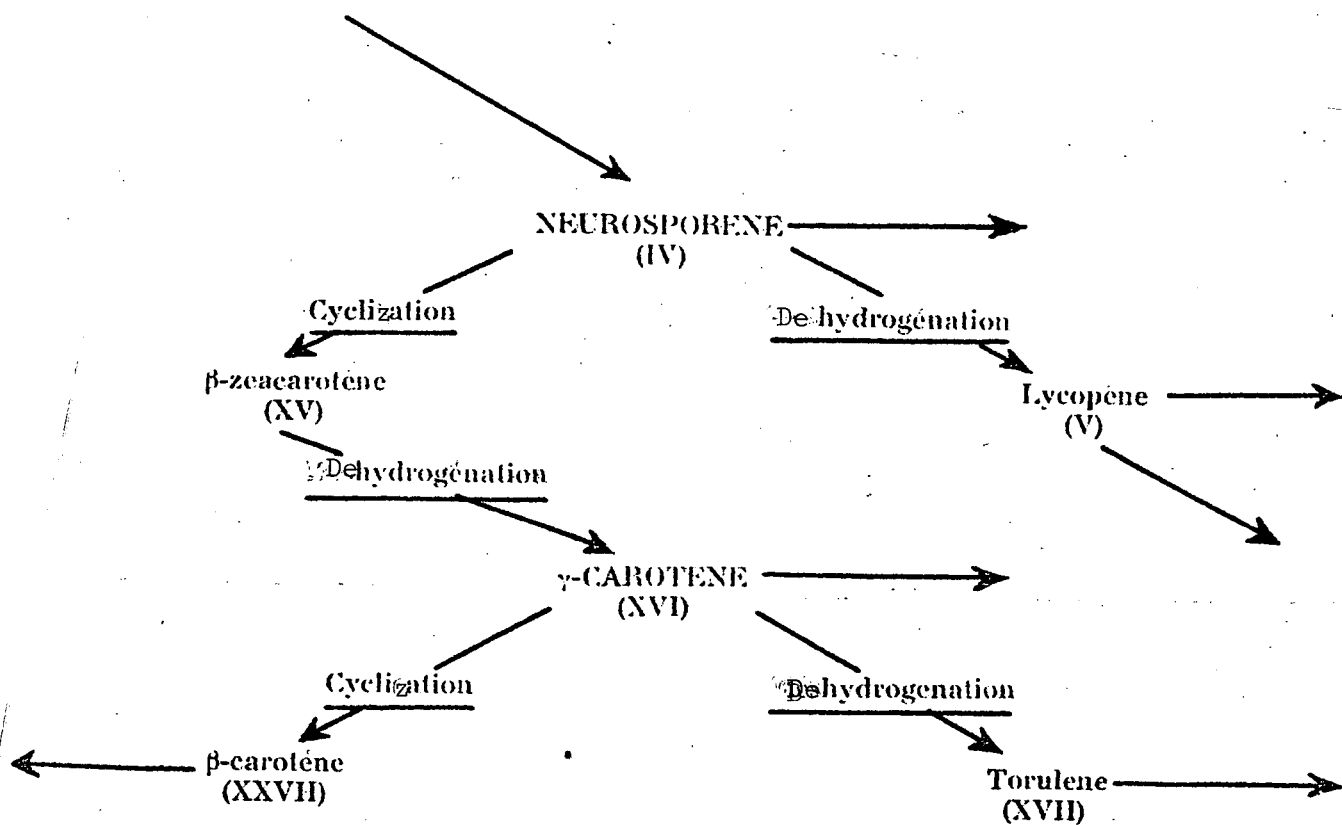 NEUROSPORENE
(IV)
Cyclization
Dehydrogénation
β-zeacarotène
(XV)
Lycopène
(V)
Dehydrogénation
γ-CAROTENE
(XVI)
Cyclization
Dehydrogenation
β-carotène
(XXVII)
Torulene
(XVII)